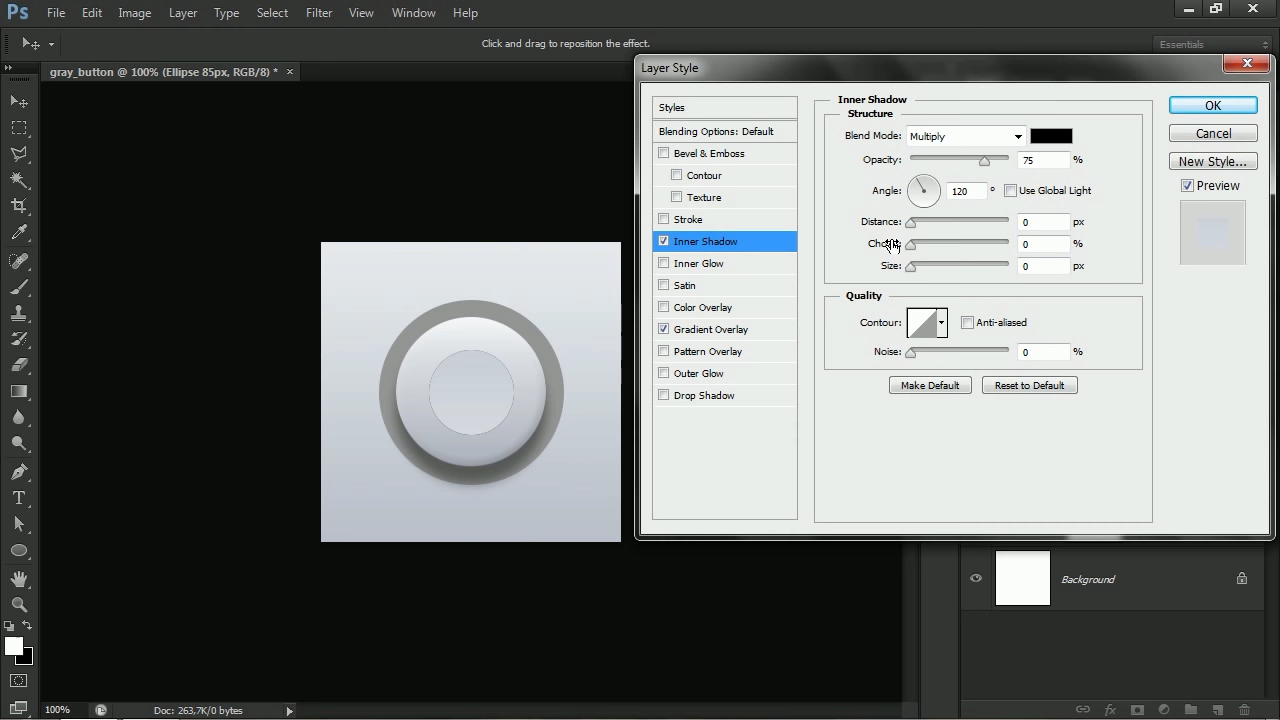 Ps File Edit Image Layer Type Select Filter View Window Help
Click and drag to reposition the effect.
Essentials
gray_button @ 100% (Ellipse 85px, RGB/8) * ×
Layer Style
Styles
Blending Options: Default
Bevel & Emboss
Contour
Texture
Stroke
Inner Shadow
Inner Glow
Satin
Color Overlay
Gradient Overlay
Pattern Overlay
Outer Glow
Drop Shadow
Inner Shadow
Structure
Blend Mode: Multiply
Opacity: 75 %
Angle: 120 ° Use Global Light
Distance: 0 px
0 %
Size: 0 px
Quality
Contour: Anti-aliased
Noise: 0 %
Make Default Reset to Default
OK
Cancel
New Style...
Preview
Background
100% Doc: 263,7K/0 bytes